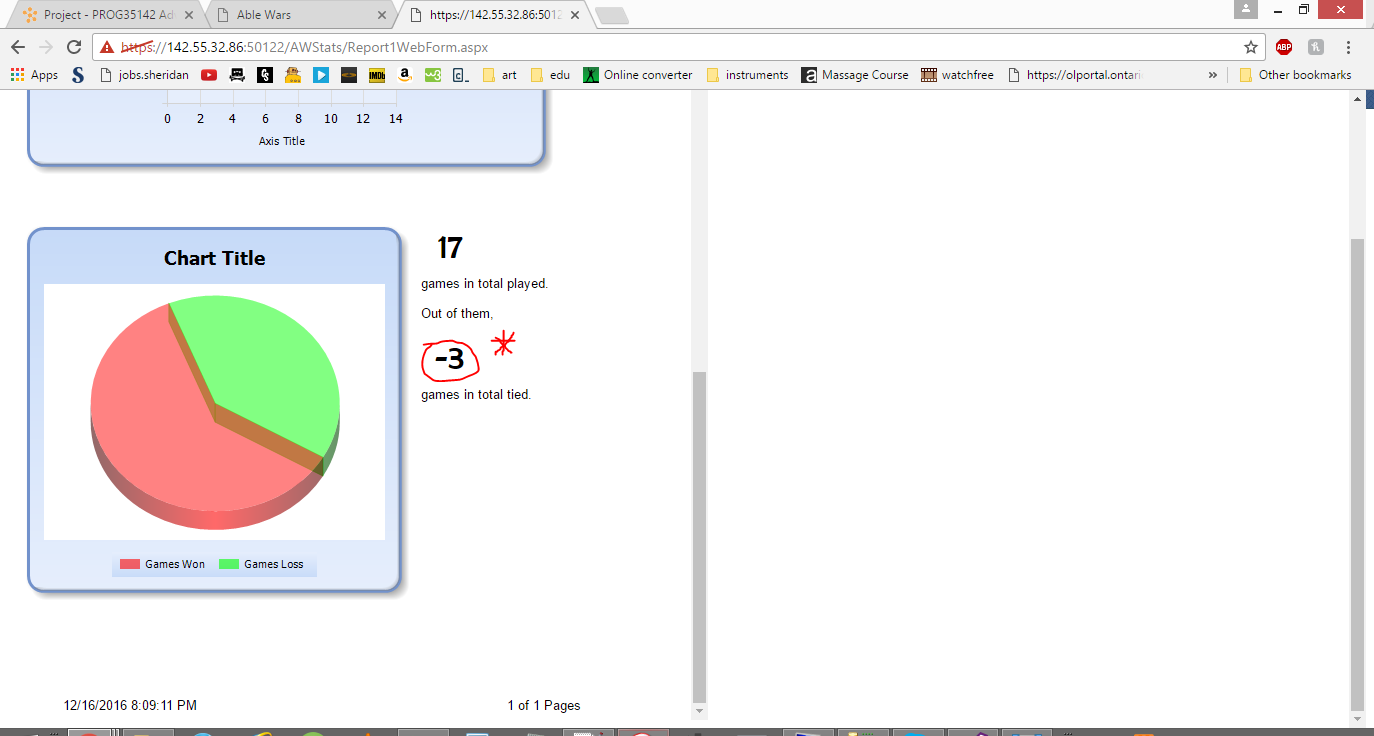 Project - PROG35142 Ad
Able Wars
https://142.55.32.86:5012
https://142.55.32.86:50122/AWStats/Report1WebForm.aspx
ABP
Apps
S
jobs.sheridan
IMDb
a
w3
C
art
edu
Online converter
instruments
a
Massage Course
watchfree
https://olportal.ontari
»
Other bookmarks
0 2 4 6 8 10 12 14
Axis Title
Chart Title
17
games in total played.
Out of them,
-3 *
games in total tied.
Games Won Games Loss
12/16/2016 8:09:11 PM 1 of 1 Pages